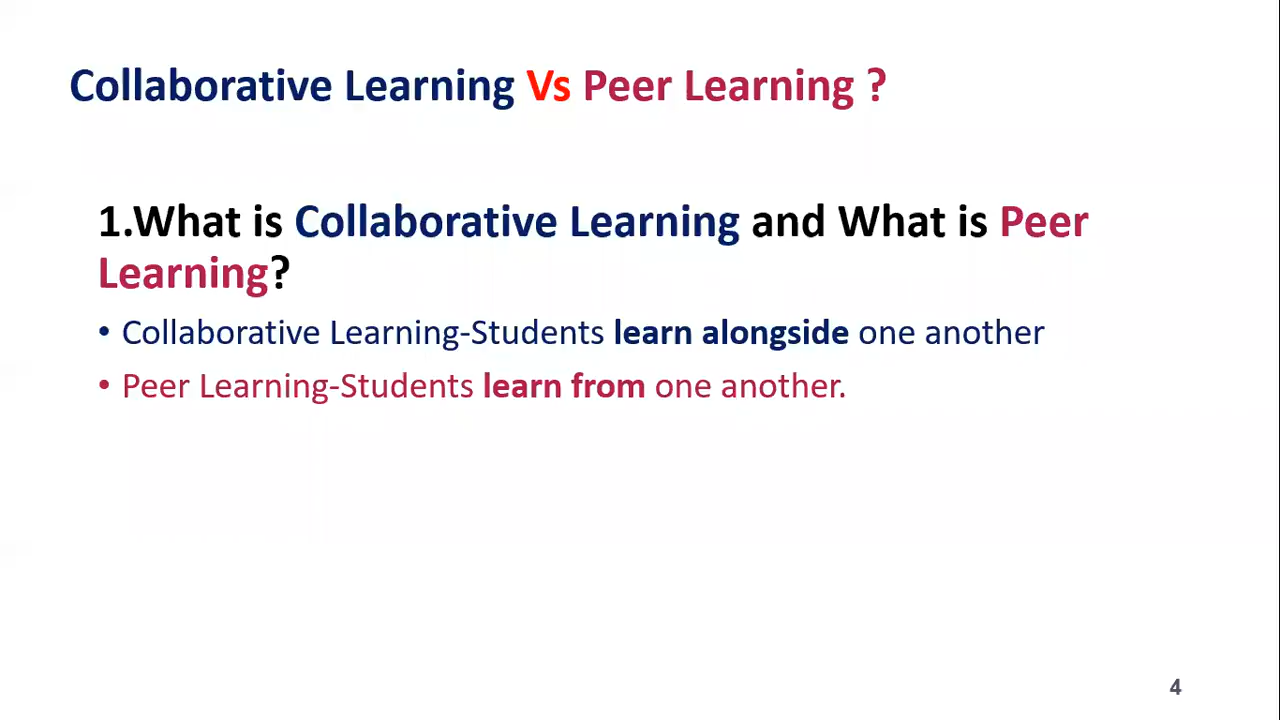 Collaborative Learning Vs Peer Learning ?
1.What is Collaborative Learning and What is Peer
Learning?
• Collaborative Learning-Students learn alongside one another
• Peer Learning-Students learn from one another.
4